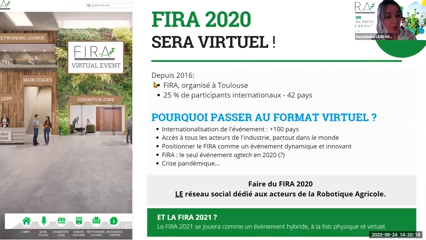 FIRA 2020
SERA VIRTUEL !
Depuis 2016:
FIRA, organisé à Toulouse
25 % de participants internationaux - 42 pays
POURQUOI PASSER AU FORMAT VIRTUEL ?
Internationalisation de l'événement : +100 pays
Accès à tous les acteurs de l'industrie, partout dans le monde
Positionner le FIRA comme un événement dynamique et innovant
FIRA : le seul événement agtech en 2020 (?)
Crise pandémique...
Faire du FIRA 2020
LE réseau social dédié aux acteurs de la Robotique Agricole.
ET LA FIRA 2021 ?
Le FIRA 2021 se jouera comme un événement hybride, à la fois physique et virtuel.
NETWORKING LOUNGE
FIRA
VIRTUAL EVENT
MAIN STAGES
EXHIBITION ZONE
LOBBY
2020-09-24 14:20:16